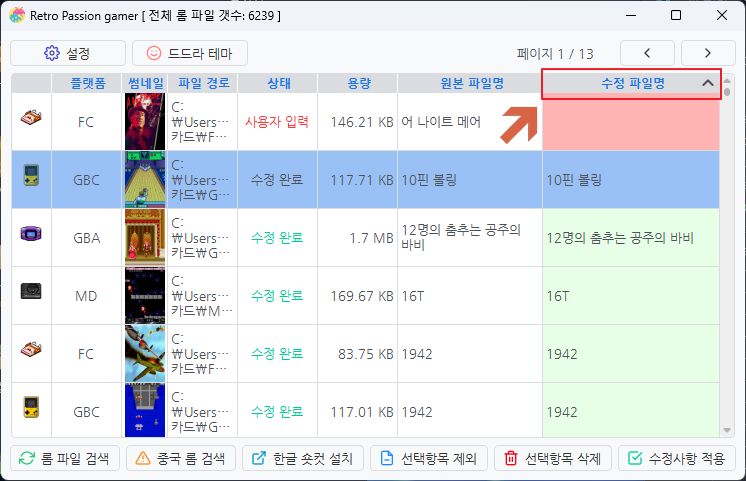 Retro Passion gamer [ 전체 롬 파일 갯수: 6239 ]
설정
드드라 테마
페이지 1 / 13
플랫폼 썸네일 파일 경로 상태 용량 원본 파일명 수정 파일명
FC
C:
₩Users…
카드₩F…
사용자 입력
146.21 KB
어 나이트 메어
GBC
C:
₩Users…
카드₩G…
수정 완료
117.71 KB
10핀 볼링
10핀 볼링
GBA
C:
₩Users…
카드₩G…
수정 완료
1.7 MB
12명의 춤추는 공주의
바비
12명의 춤추는 공주의 바비
MD
C:
₩Users…
카드₩M…
수정 완료
169.67 KB
16T
16T
FC
C:
₩Users…
카드₩F…
수정 완료
83.75 KB
1942
1942
GBC
C:
₩Users…
카드₩G…
수정 완료
117.01 KB
1942
1942
롬 파일 검색
중국 롬 검색
한글 숏컷 설치
선택항목 제외
선택항목 삭제
수정사항 적용